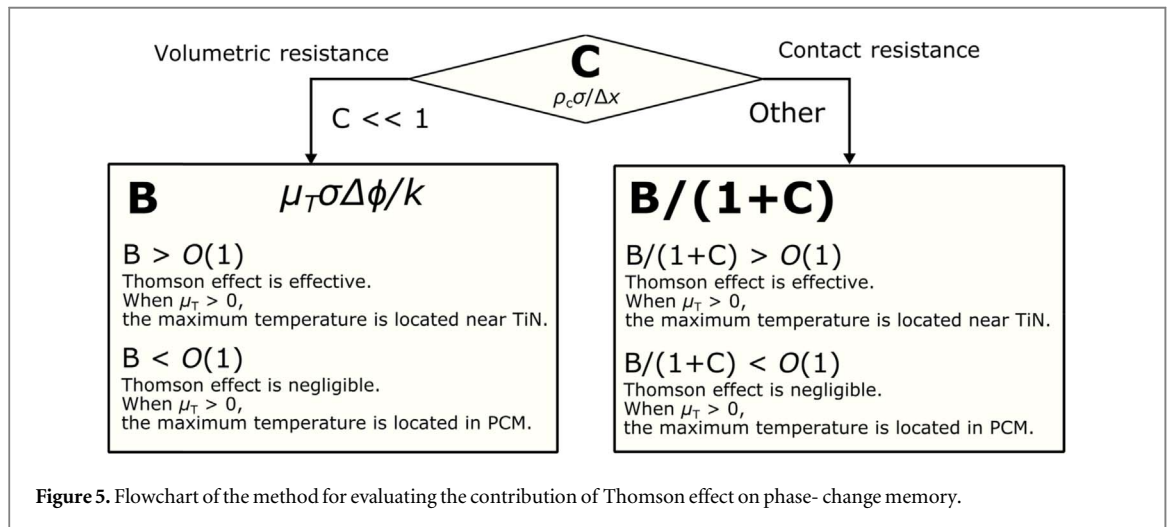 Volumetric resistance
C
ρcσ/Δx
Contact resistance
C << 1
Other
B μTσΔϕ/k
B > O(1)
Thomson effect is effective.
When μT > 0,
the maximum temperature is located near TiN.
B < O(1)
Thomson effect is negligible.
When μT > 0,
the maximum temperature is located in PCM.
B/(1+C)
B/(1+C) > O(1)
Thomson effect is effective.
When μT > 0,
the maximum temperature is located near TiN.
B/(1+C) < O(1)
Thomson effect is negligible.
When μT > 0,
the maximum temperature is located in PCM.
Figure 5. Flowchart of the method for evaluating the contribution of Thomson effect on phase- change memory.